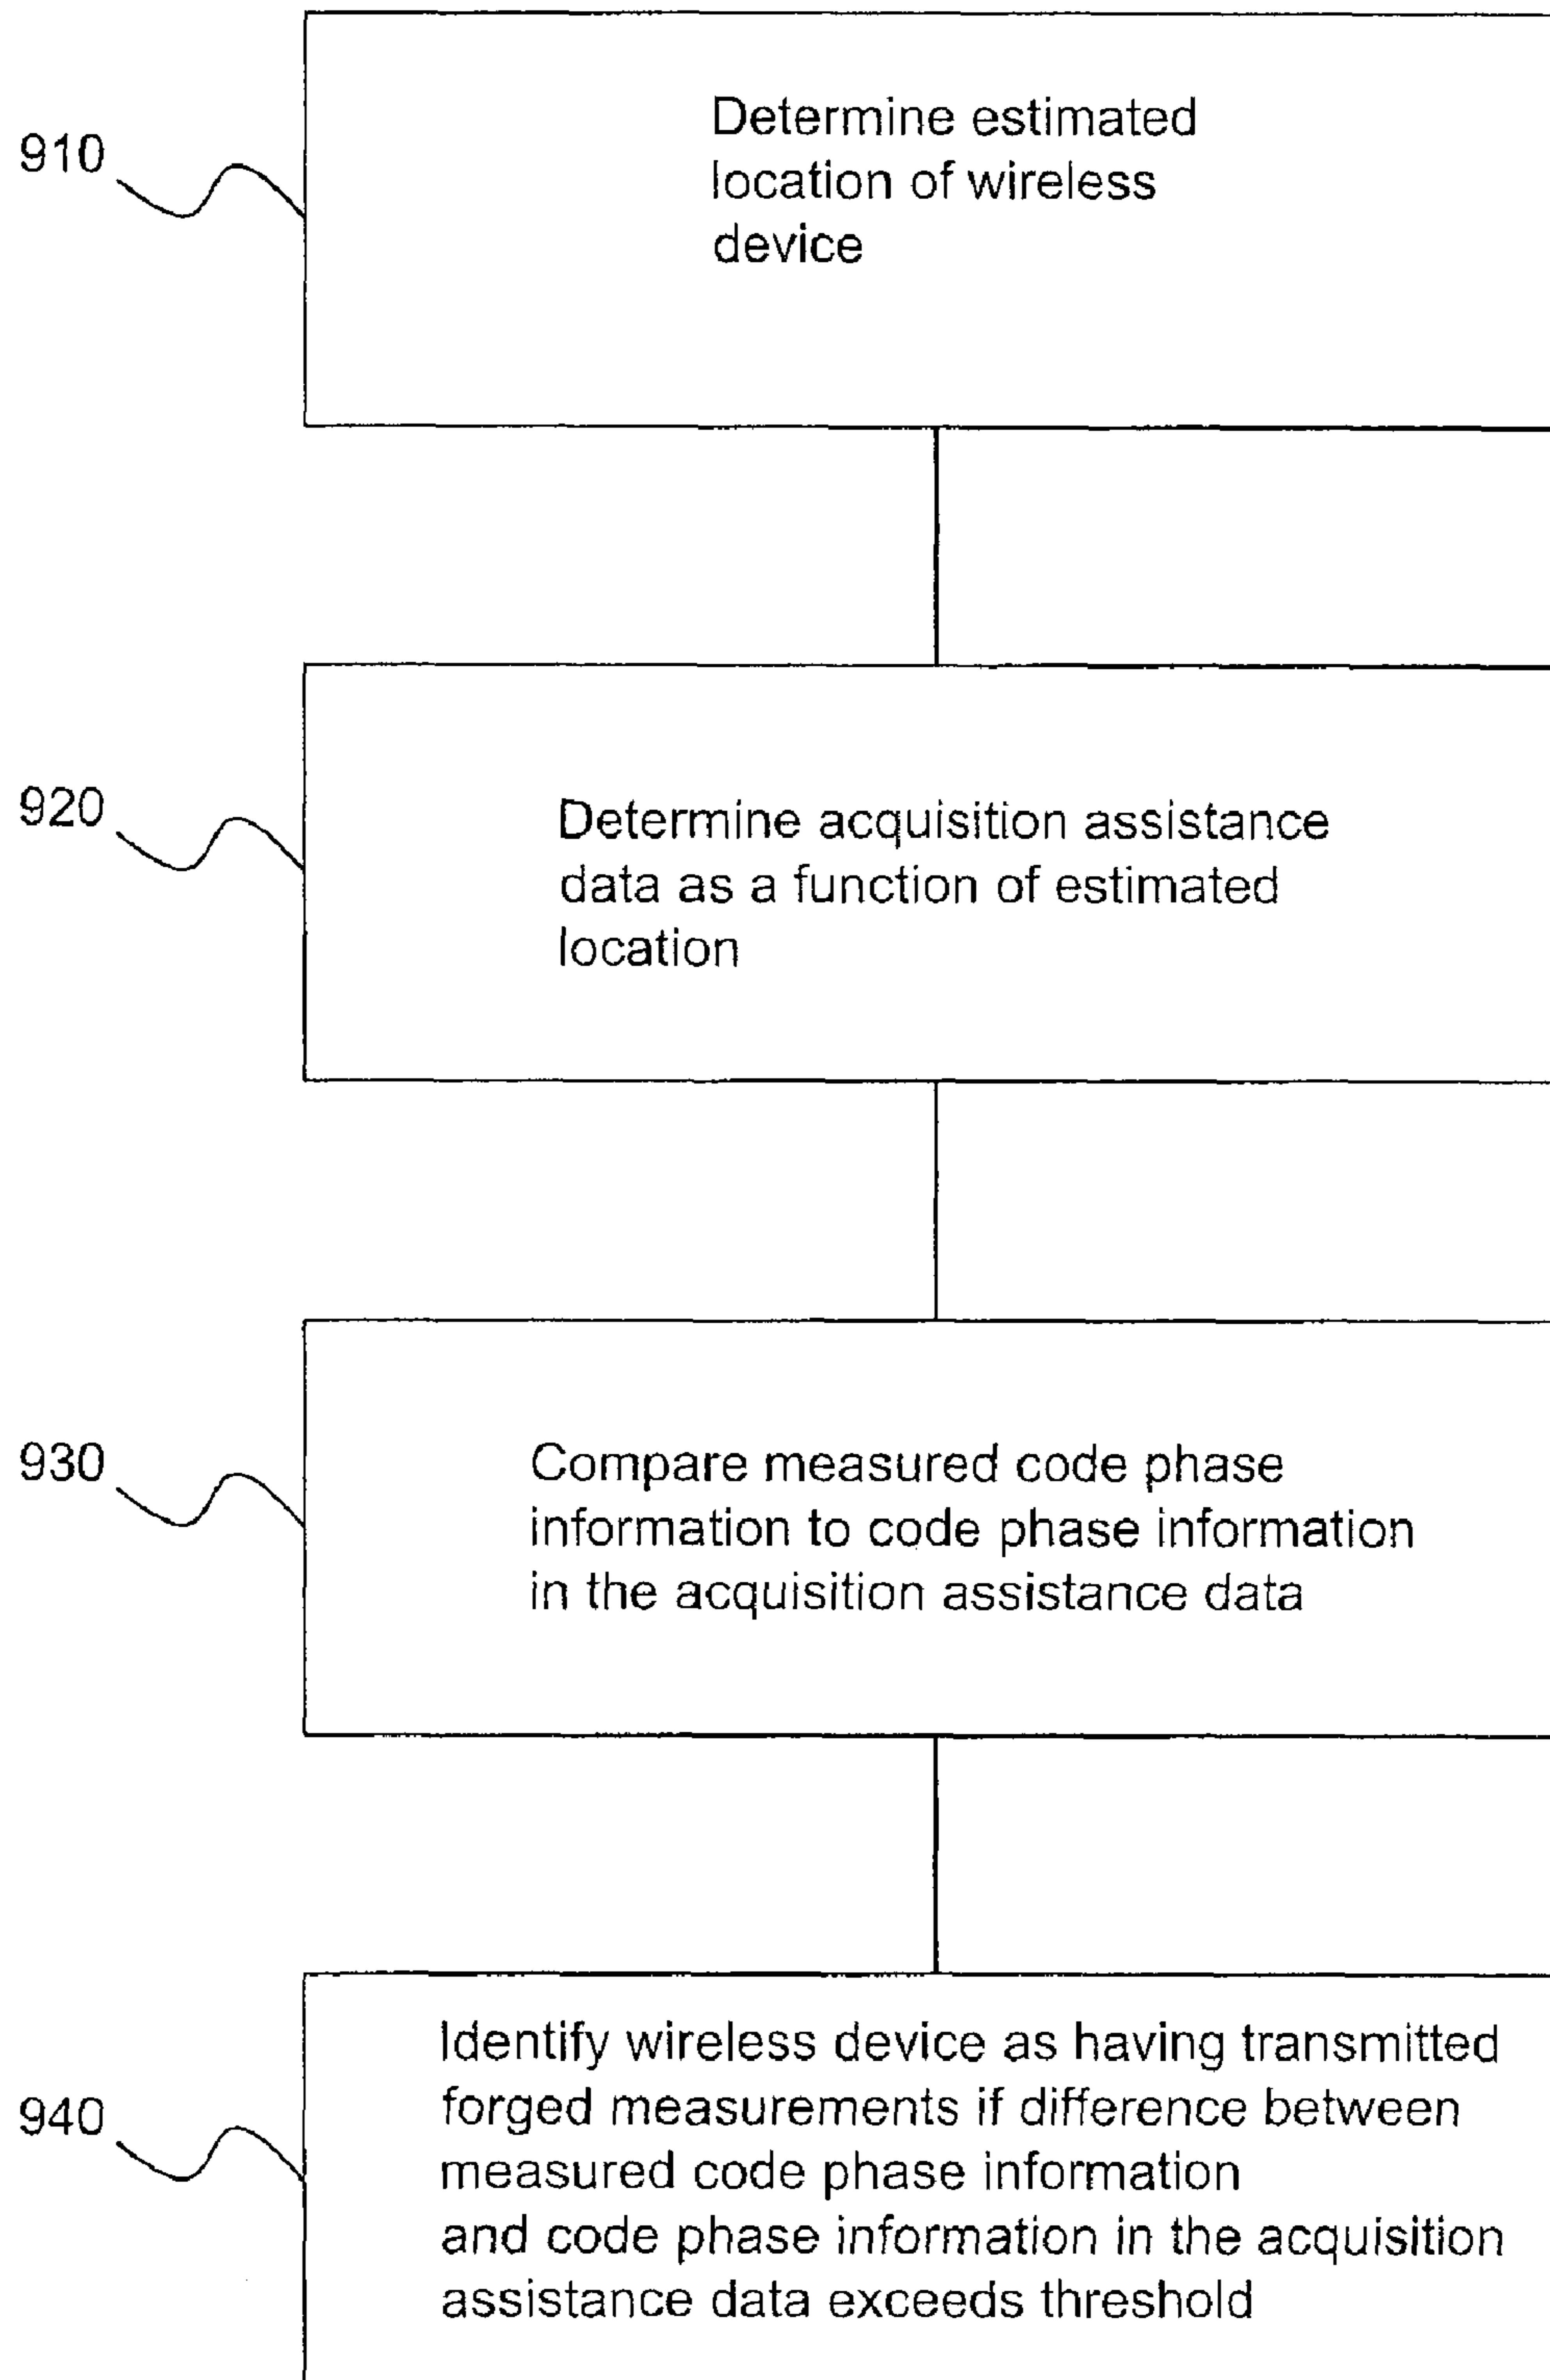 910
Determine estimated
location of wireless
device
920
Determine acquisition assistance
data as a function of estimated
location
930
Compare measured code phase
information to code phase information
in the acquisition assistance data
940
Identify wireless device as having transmitted
forged measurements if difference between
measured code phase information
and code phase information in the acquisition
assistance data exceeds threshold